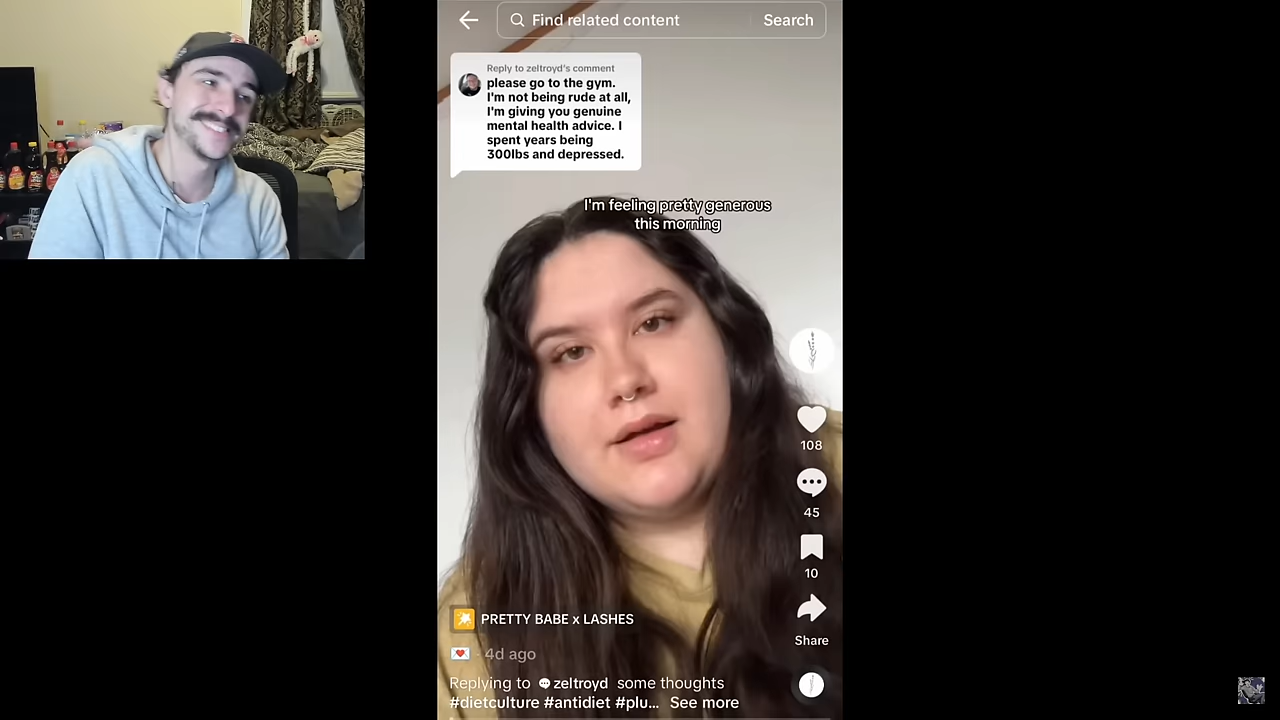 Find related content
Search
Reply to zeltroyd's comment
please go to the gym.
I'm not being rude at all,
I'm giving you genuine
mental health advice. I
spent years being
300lbs and depressed.
I'm feeling pretty generous
this morning
108
45
10
Share
PRETTY BABE x LASHES
· 4d ago
Replying to zeltroyd some thoughts
#dietculture #antidiet #plu... See more